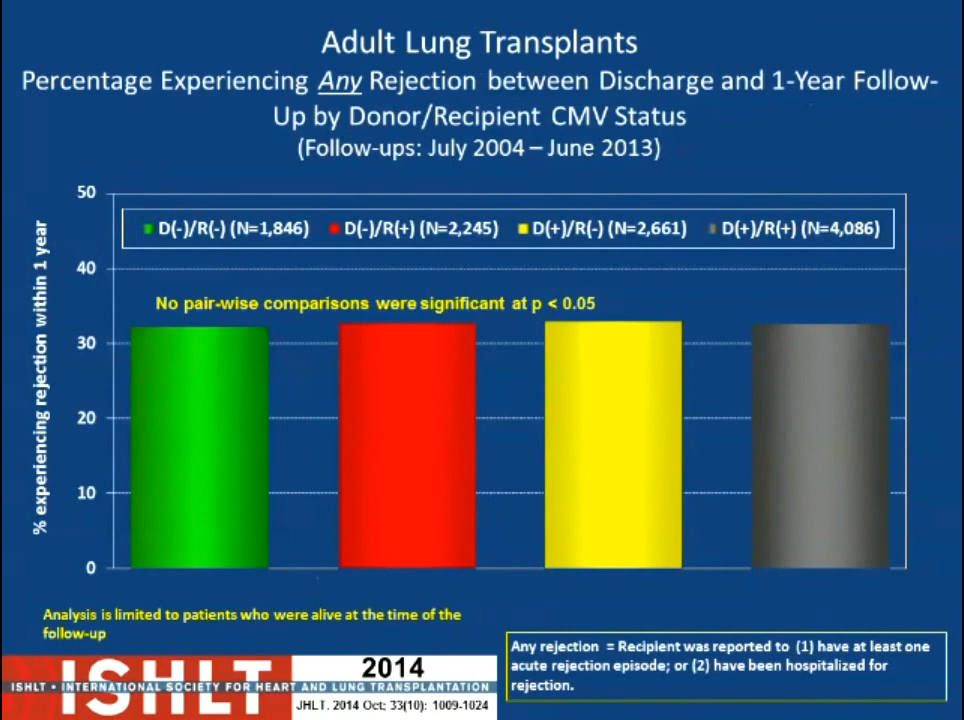 Adult Lung Transplants
Percentage Experiencing Any Rejection between Discharge and 1-Year Follow-
Up by Donor/Recipient CMV Status
(Follow-ups: July 2004 – June 2013)
% experiencing rejection within 1 year
50
40
30
20
10
0
D(-)/R(-) (N=1,846) D(-)/R(+) (N=2,245) D(+)/R(-) (N=2,661) D(+)/R(+) (N=4,086)
No pair-wise comparisons were significant at p < 0.05
Analysis is limited to patients who were alive at the time of the
follow-up
Any rejection = Recipient was reported to (1) have at least one
acute rejection episode; or (2) have been hospitalized for
rejection.
ISHLT
2014
ISHLT • INTERNATIONAL SOCIETY FOR HEART AND LUNG TRANSPLANTATION
JHLT. 2014 Oct; 33(10): 1009-1024